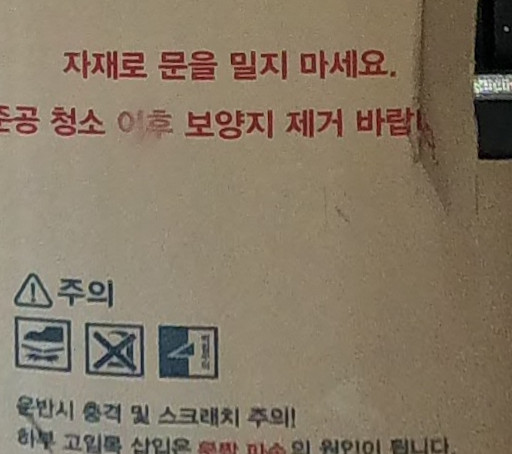 자재로 문을 밀지 마세요.
준공 청소 이후 보양지 제거 바랍
⚠주의
운반시 충격 및 스크래치 주의!
하부 고임목 삽입은 문짝 파손의 원인이 됩니다.